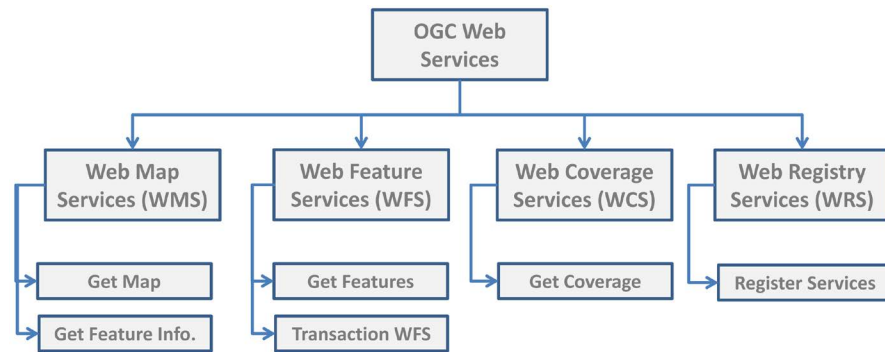 OGC Web
Services
Web Map
Services (WMS)
Get Map
Get Feature Info.
Web Feature
Services (WFS)
Get Features
Transaction WFS
Web Coverage
Services (WCS)
Get Coverage
Web Registry
Services (WRS)
Register Services